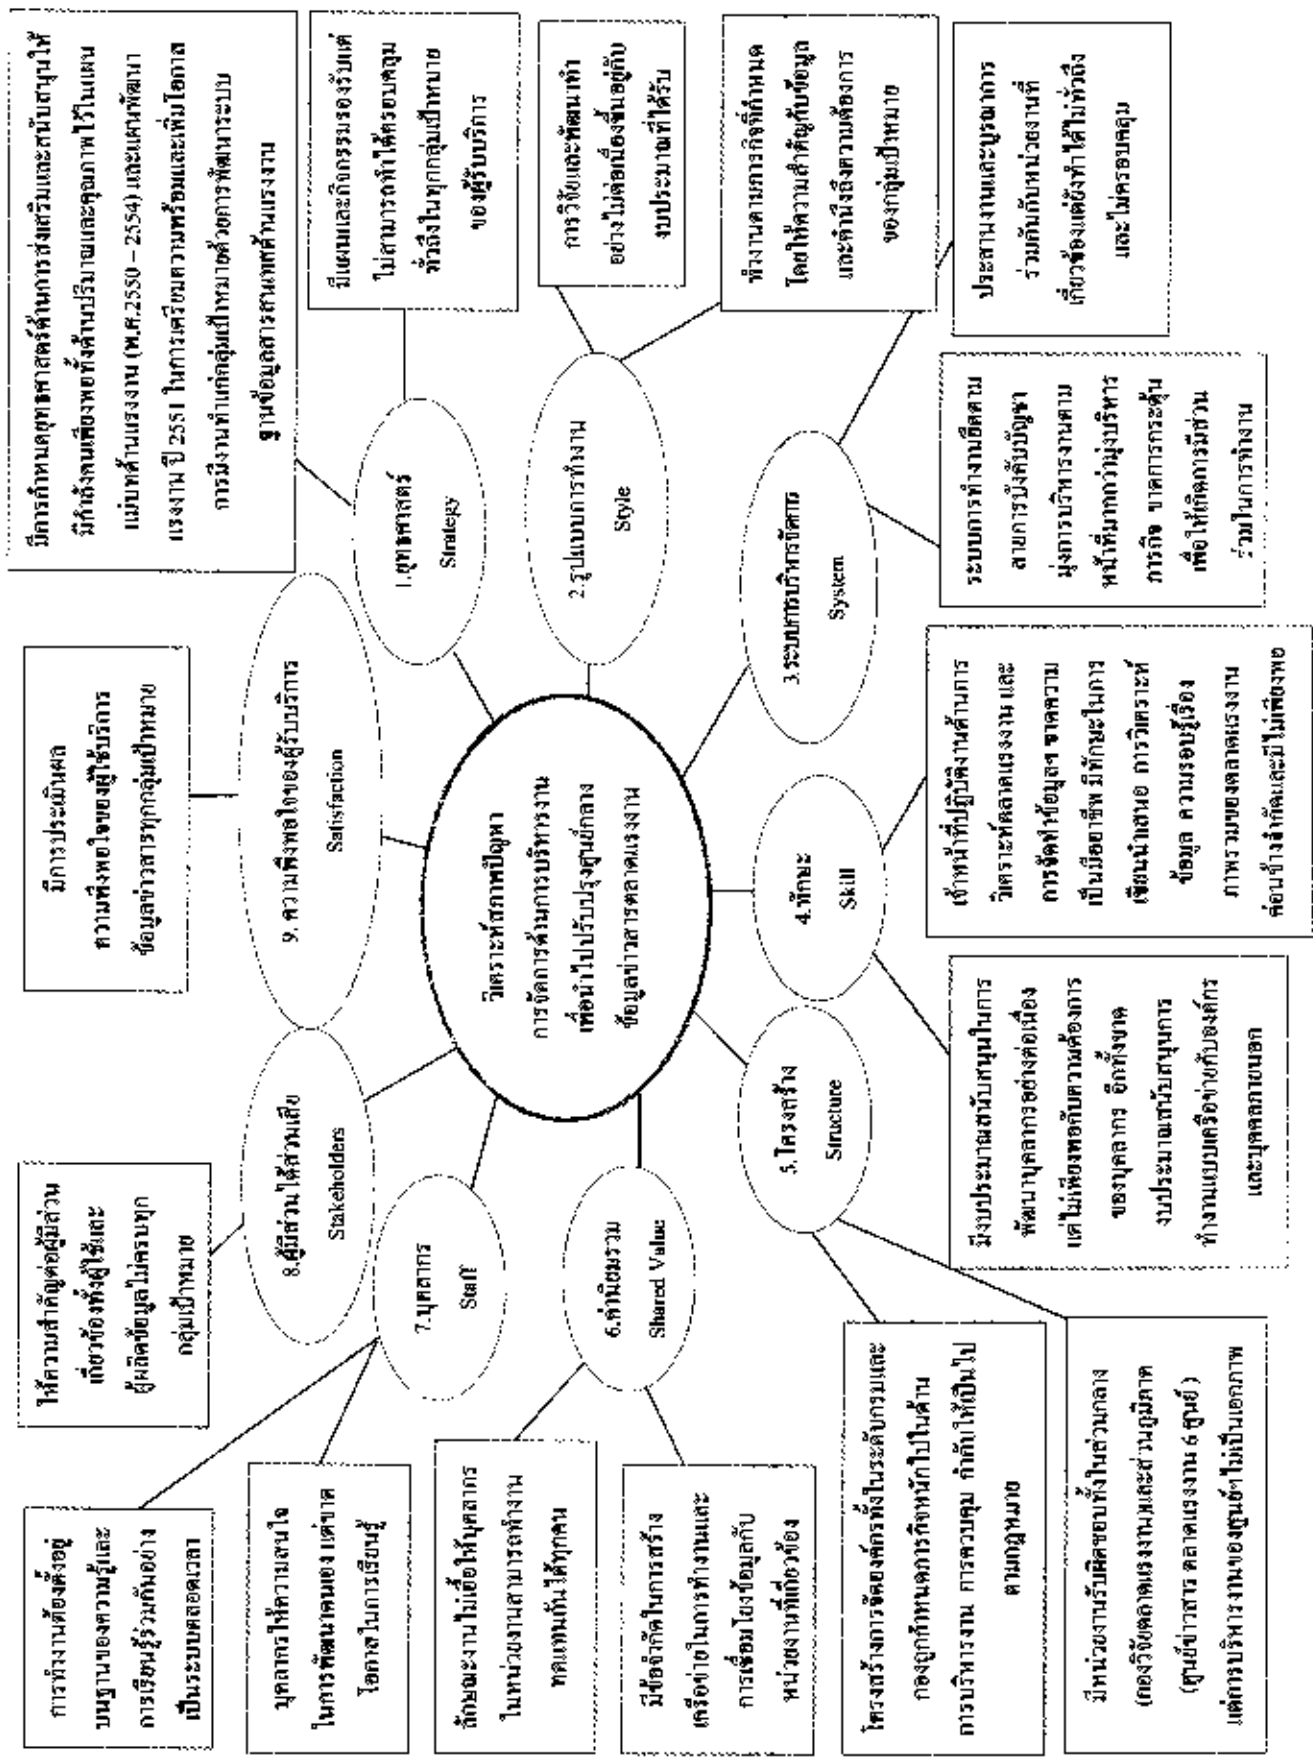 วิเคราะห์สภาพปัญหา
การจัดการด้านการบริหารงาน
เพื่อนำไปปรับปรุงศูนย์กลาง
ข้อมูลข่าวสารตลาดแรงงาน
1.ยุทธศาสตร์
Strategy
มีการกำหนดยุทธศาสตร์ด้านการส่งเสริมและสนับสนุนให้
มีกำลังคนเพียงพอทั้งด้านปริมาณและคุณภาพไว้ในแผน
แม่บทด้านแรงงาน (พ.ศ.2550 – 2554) และแผนพัฒนา
แรงงาน ปี 2551 ในการเตรียมความพร้อมและเพิ่มโอกาส
การมีงานทำแก่กลุ่มเป้าหมายด้วยการพัฒนาระบบ
ฐานข้อมูลสารสนเทศด้านแรงงาน
มีแผนและกิจกรรมรองรับแต่
ไม่สามารถทำได้ครอบคลุม
ทั่วถึงในทุกกลุ่มเป้าหมาย
ของผู้รับบริการ
2.รูปแบบการทำงาน
Style
การวิจัยและพัฒนาทำ
อย่างไม่ต่อเนื่องขึ้นอยู่กับ
งบประมาณที่ได้รับ
ทำงานตามภารกิจที่กำหนด
โดยให้ความสำคัญกับข้อมูล
และคำนึงถึงความต้องการ
ของกลุ่มเป้าหมาย
3.ระบบการบริหารจัดการ
System
ประสานงานและบูรณาการ
ร่วมกันกับหน่วยงานที่
เกี่ยวข้องแต่ยังทำได้ไม่ทั่วถึง
และไม่ครอบคลุม
ระบบการทำงานยึดตาม
สายการบังคับบัญชา
มุ่งการบริหารงานตาม
หน้าที่มากกว่ามุ่งบริหาร
ภารกิจ ขาดการกระตุ้น
เพื่อให้เกิดการมีส่วน
ร่วมในการทำงาน
4.ทักษะ
Skill
เจ้าหน้าที่ปฏิบัติงานด้านการ
วิเคราะห์ตลาดแรงงาน และ
การจัดทำข้อมูลฯ ขาดความ
เป็นมืออาชีพ มีทักษะในการ
เขียนนำเสนอ การวิเคราะห์
ข้อมูล ความรอบรู้เรื่อง
ภาพรวมของตลาดแรงงาน
ค่อนข้างจำกัดและมีไม่เพียงพอ
มีงบประมาณสนับสนุนในการ
พัฒนาบุคลากรอย่างต่อเนื่อง
แต่ไม่เพียงพอกับความต้องการ
ของบุคลากร อีกทั้งขาด
งบประมาณสนับสนุนการ
ทำงานแบบเครือข่ายกับองค์กร
และบุคคลภายนอก
5.โครงสร้าง
Structure
มีหน่วยงานรับผิดชอบทั้งในส่วนกลาง
(กองวิจัยตลาดแรงงาน)และส่วนภูมิภาค
(ศูนย์ข่าวสารตลาดแรงงาน 6 ศูนย์ )
แต่การบริหารงานของศูนย์ฯไม่เป็นเอกภาพ
โครงสร้างการจัดองค์กรทั้งในระดับกรมและ
กองถูกกำหนดภารกิจหนักไปในด้าน
การบริหารงาน การควบคุม กำกับให้เป็นไป
ตามกฎหมาย
6.ค่านิยมรวม
Shared Value
มีข้อจำกัดในการสร้าง
เครือข่ายในการทำงานและ
การเชื่อมโยงข้อมูลกับ
หน่วยงานที่เกี่ยวข้อง
ลักษณะงานไม่เอื้อให้บุคลากร
ในหน่วยงานสามารถทำงาน
ทดแทนกันได้ทุกคน
7.บุคลากร
Staff
บุคลากรให้ความสนใจ
ในการพัฒนาตนเอง แต่ขาด
โอกาสในการเรียนรู้
การทำงานต้องตั้งอยู่
บนฐานของความรู้และ
การเรียนรู้ร่วมกันอย่าง
เป็นระบบตลอดเวลา
8.ผู้มีส่วนได้ส่วนเสีย
Stakeholders
ให้ความสำคัญต่อผู้มีส่วน
เกี่ยวข้องทั้งผู้ใช้และ
ผู้ผลิตข้อมูลไม่ครบทุก
กลุ่มเป้าหมาย
9. ความพึงพอใจของผู้รับบริการ
Satisfaction
มีการประเมินผล
ความพึงพอใจของผู้ใช้บริการ
ข้อมูลข่าวสารทุกกลุ่มเป้าหมาย